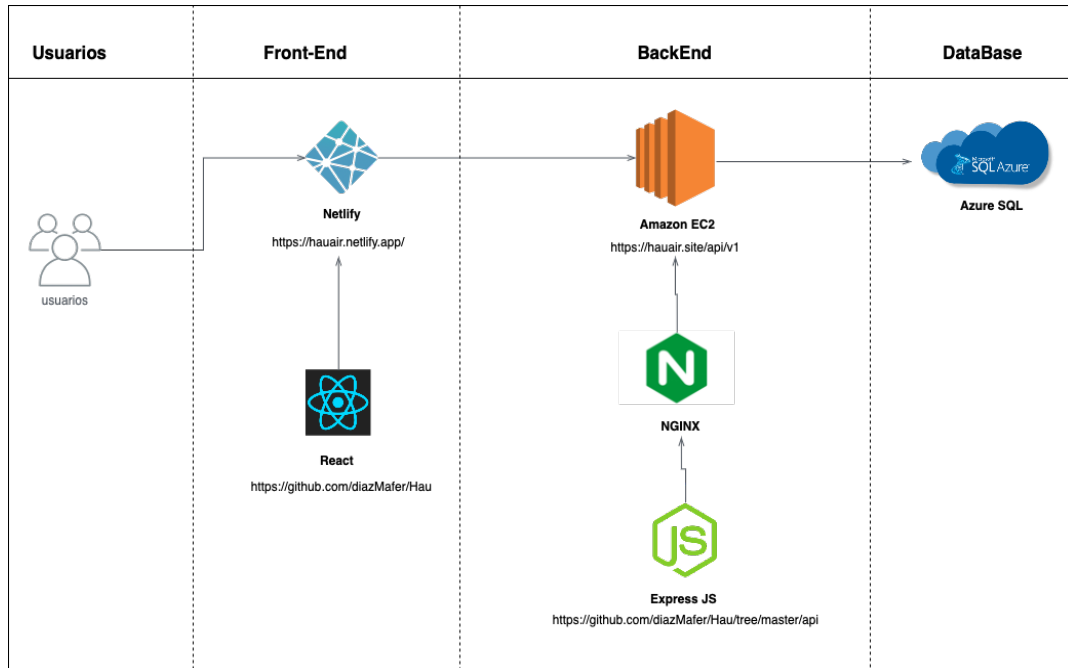 Usuarios
Front-End
BackEnd
DataBase
Microsoft
SQL Azure
Netlify
https://hauair.netlify.app/
Amazon EC2
https://hauair.site/api/v1
Azure SQL
usuarios
N
NGINX
React
https://github.com/diazMafer/Hau
JS
Express JS
https://github.com/diazMafer/Hau/tree/master/api